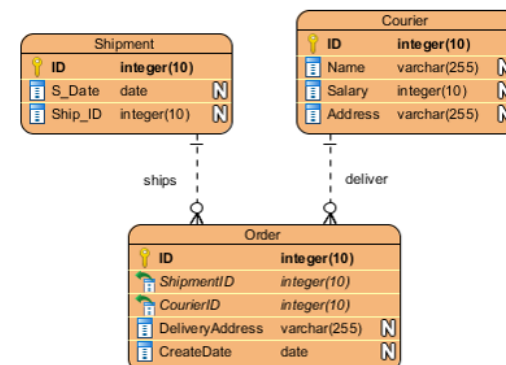 Shipment
ID integer(10)
S_Date date N
Ship_ID integer(10) N
Courier
ID integer(10)
Name varchar(255) N
Salary integer(10) N
Address varchar(255) N
ships
deliver
Order
ID integer(10)
ShipmentID integer(10)
CourierID integer(10)
DeliveryAddress varchar(255) N
CreateDate date N